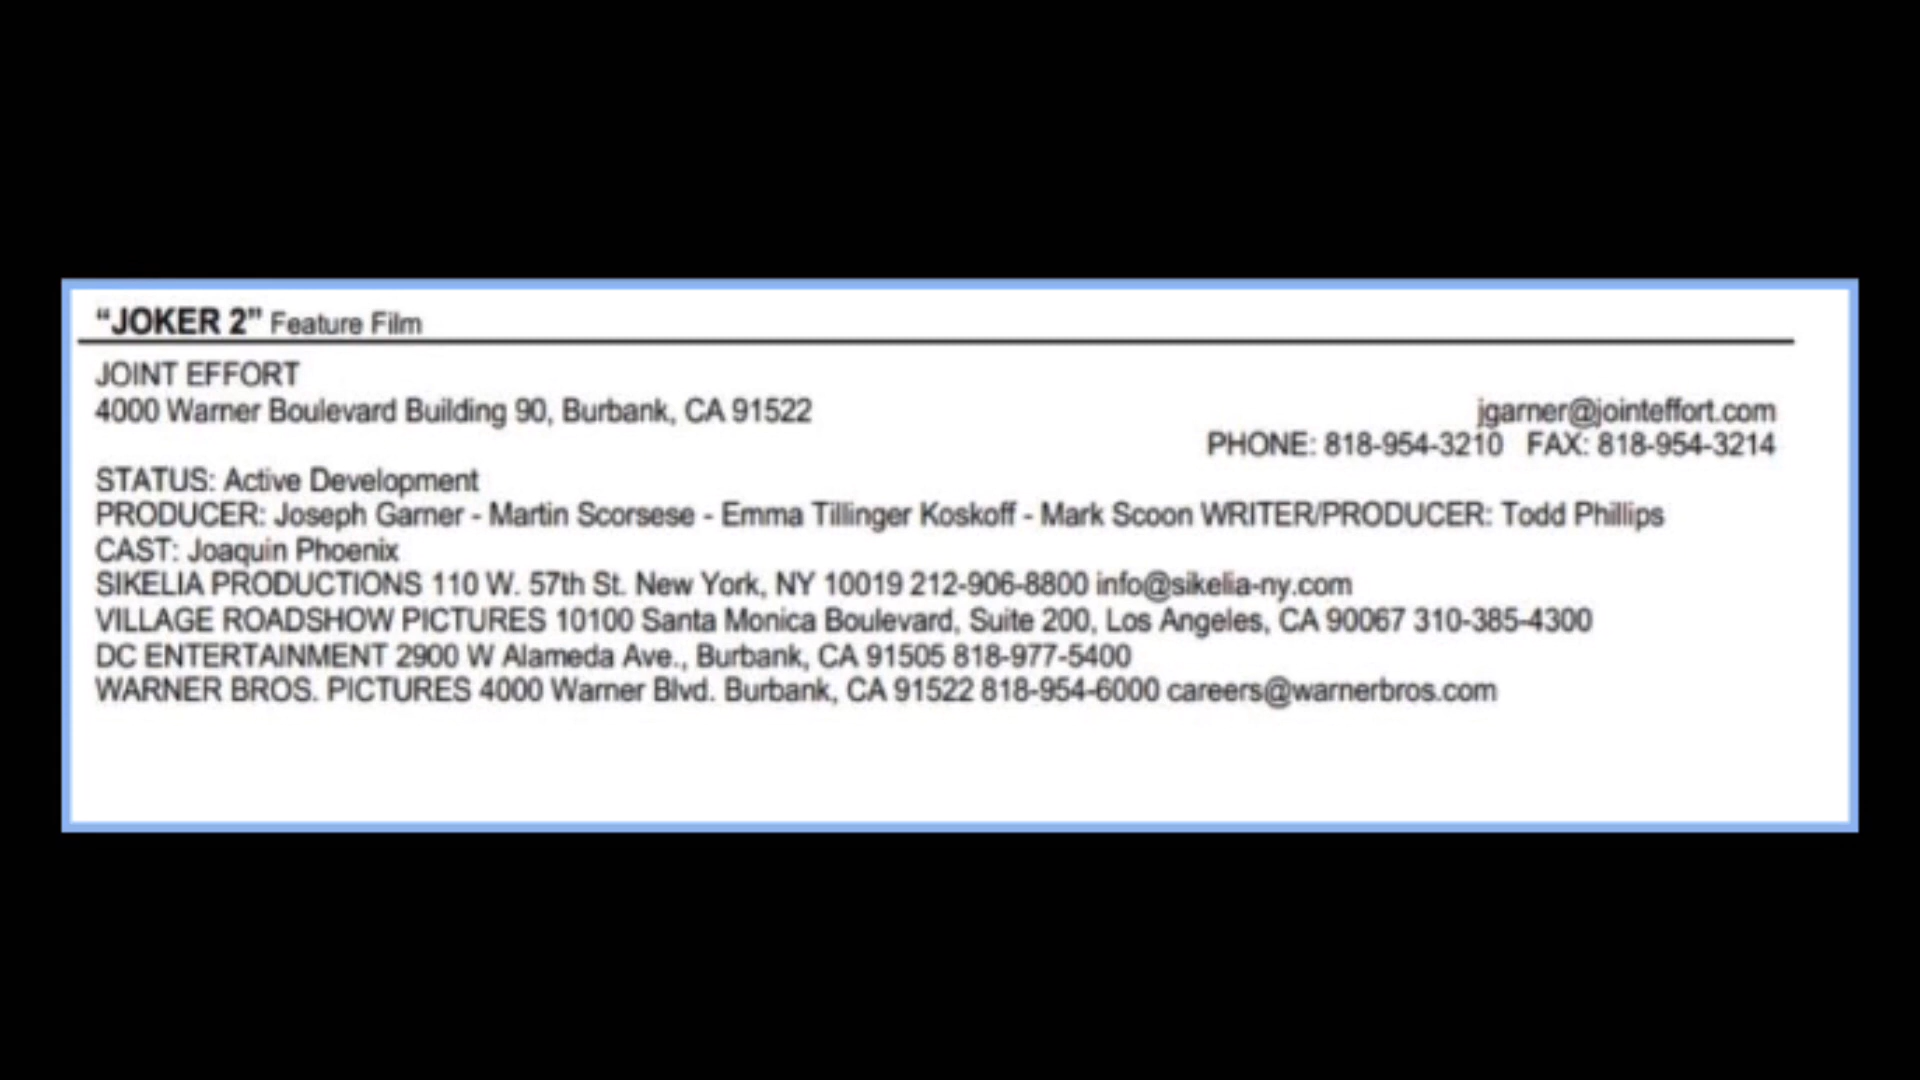 “JOKER 2” Feature Film
JOINT EFFORT
4000 Warner Boulevard Building 90, Burbank, CA 91522
jgarner@jointeffort.com
PHONE: 818-954-3210 FAX: 818-954-3214
STATUS: Active Development
PRODUCER: Joseph Garner - Martin Scorsese - Emma Tillinger Koskoff - Mark Scoon WRITER/PRODUCER: Todd Phillips
CAST: Joaquin Phoenix
SIKELIA PRODUCTIONS 110 W. 57th St. New York, NY 10019 212-906-8800 info@sikelia-ny.com
VILLAGE ROADSHOW PICTURES 10100 Santa Monica Boulevard, Suite 200, Los Angeles, CA 90067 310-385-4300
DC ENTERTAINMENT 2900 W Alameda Ave., Burbank, CA 91505 818-977-5400
WARNER BROS. PICTURES 4000 Warner Blvd. Burbank, CA 91522 818-954-6000 careers@warnerbros.com